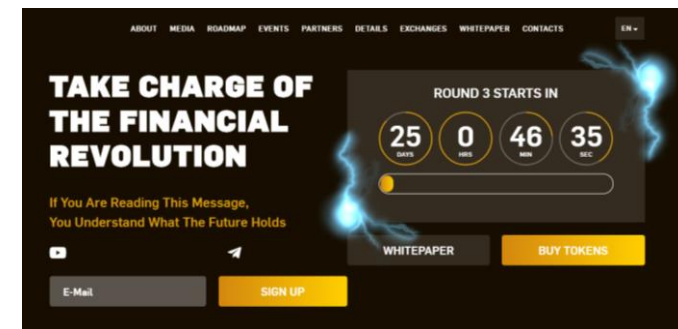 ABOUT MEDIA ROADMAP EVENTS PARTNERS DETAILS EXCHANGES WHITEPAPER CONTACTS EN
TAKE CHARGE OF
THE FINANCIAL
REVOLUTION
If You Are Reading This Message,
You Understand What The Future Holds
E-Mail SIGN UP
ROUND 3 STARTS IN
25 0 46 35
DAYS HRS MIN SEC
WHITEPAPER BUY TOKENS